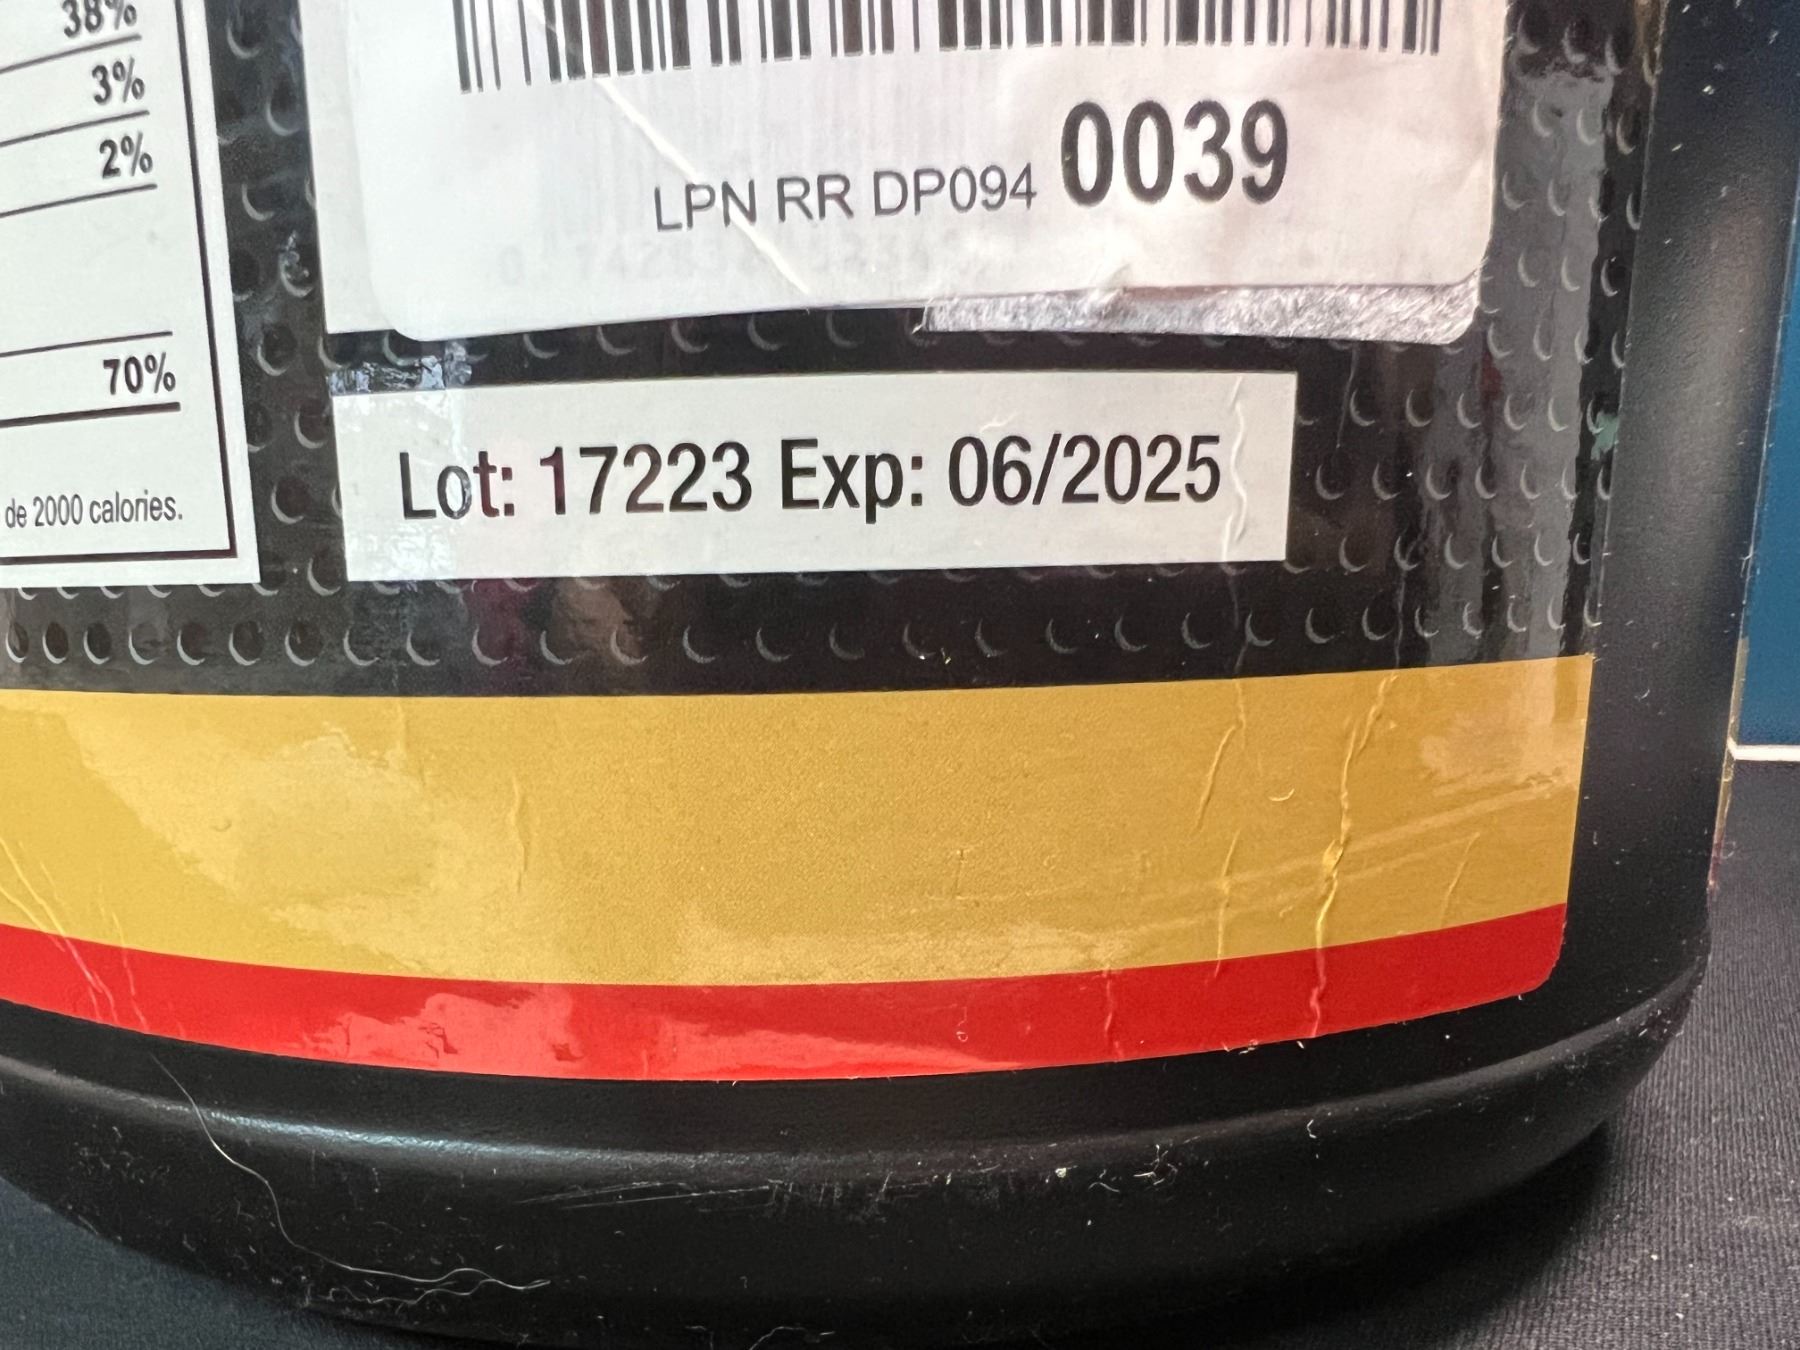 38%
3%
2%
70%
de 2000 calories.
LPN RR DP094 0039
Lot: 17223 Exp: 06/2025